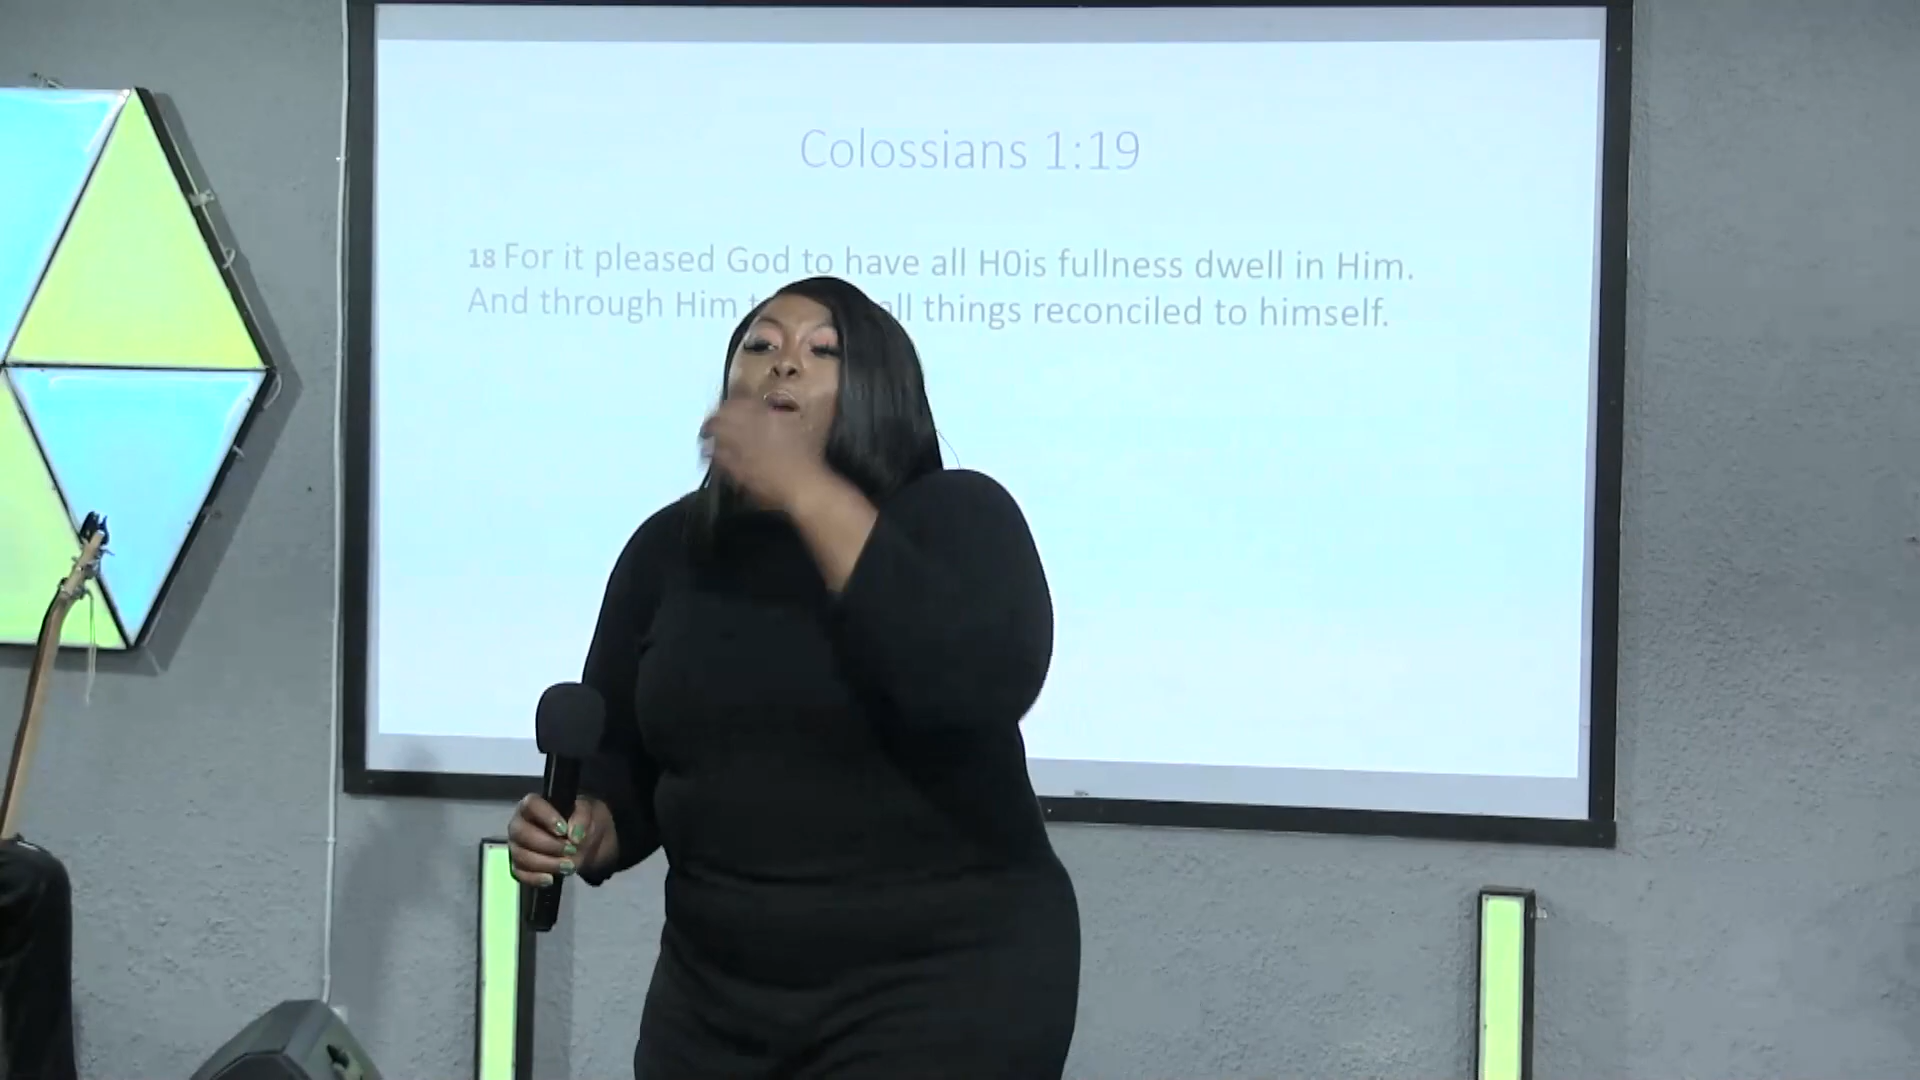 Colossians 1:19
18 For it pleased God to have all H0is fullness dwell in Him.
And through Him all things reconciled to himself.